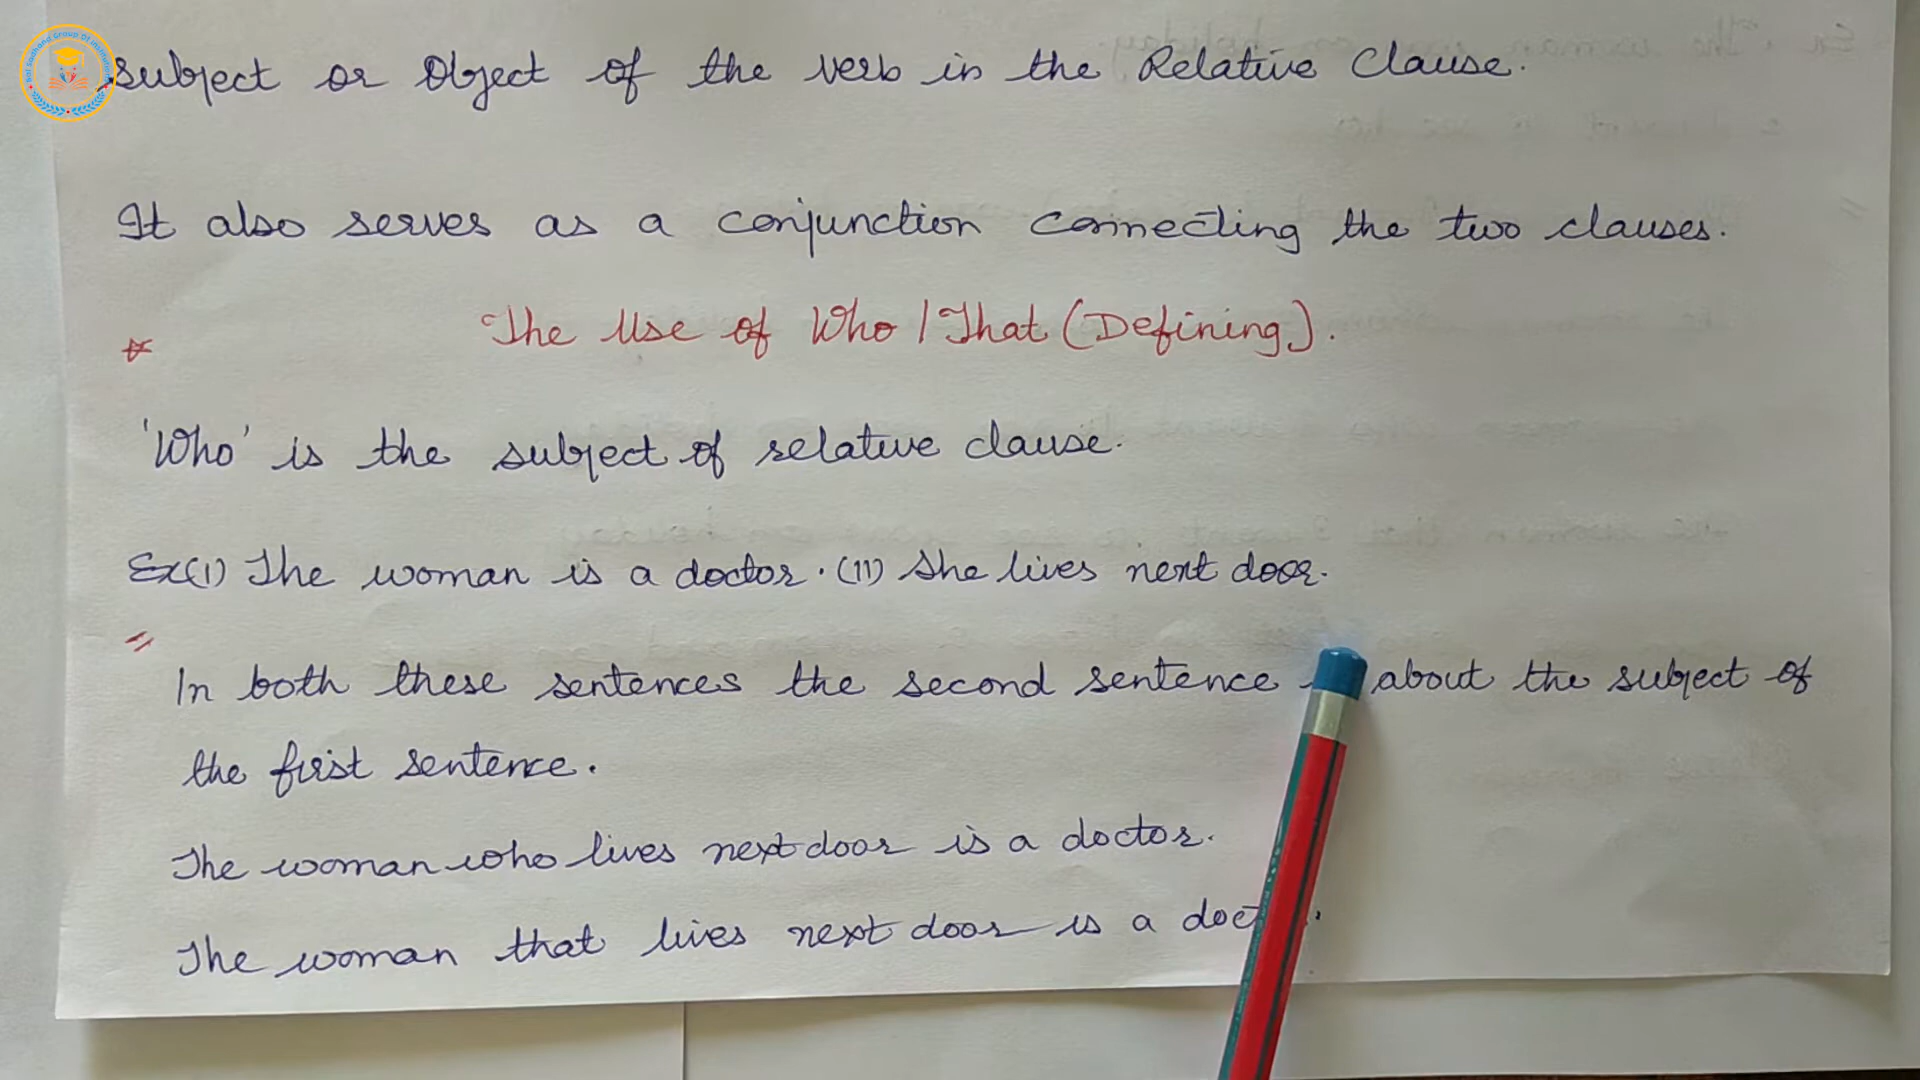 subject or object of the verb in the Relative Clause.
It also serves as a conjunction connecting the two clauses.
The Use of Who / That (Defining).
'Who' is the subject of relative clause.
Ex(1) The woman is a doctor. (11) She lives next door.
In both these sentences the second sentence about the subject of
the first sentence.
The woman who lives next door is a doctor.
The woman that lives next door is a